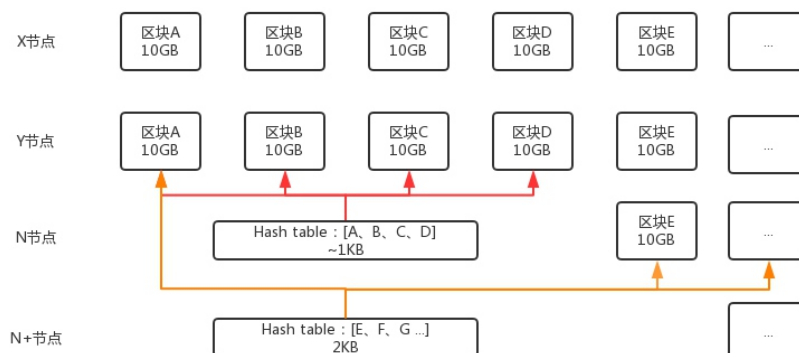 X节点
区块A
10GB
区块B
10GB
区块C
10GB
区块D
10GB
区块E
10GB
...
Y节点
区块A
10GB
区块B
10GB
区块C
10GB
区块D
10GB
区块E
10GB
...
N节点
Hash table：[A、B、C、D]
~1KB
区块E
10GB
...
N+节点
Hash table：[E、F、G ...]
2KB
...